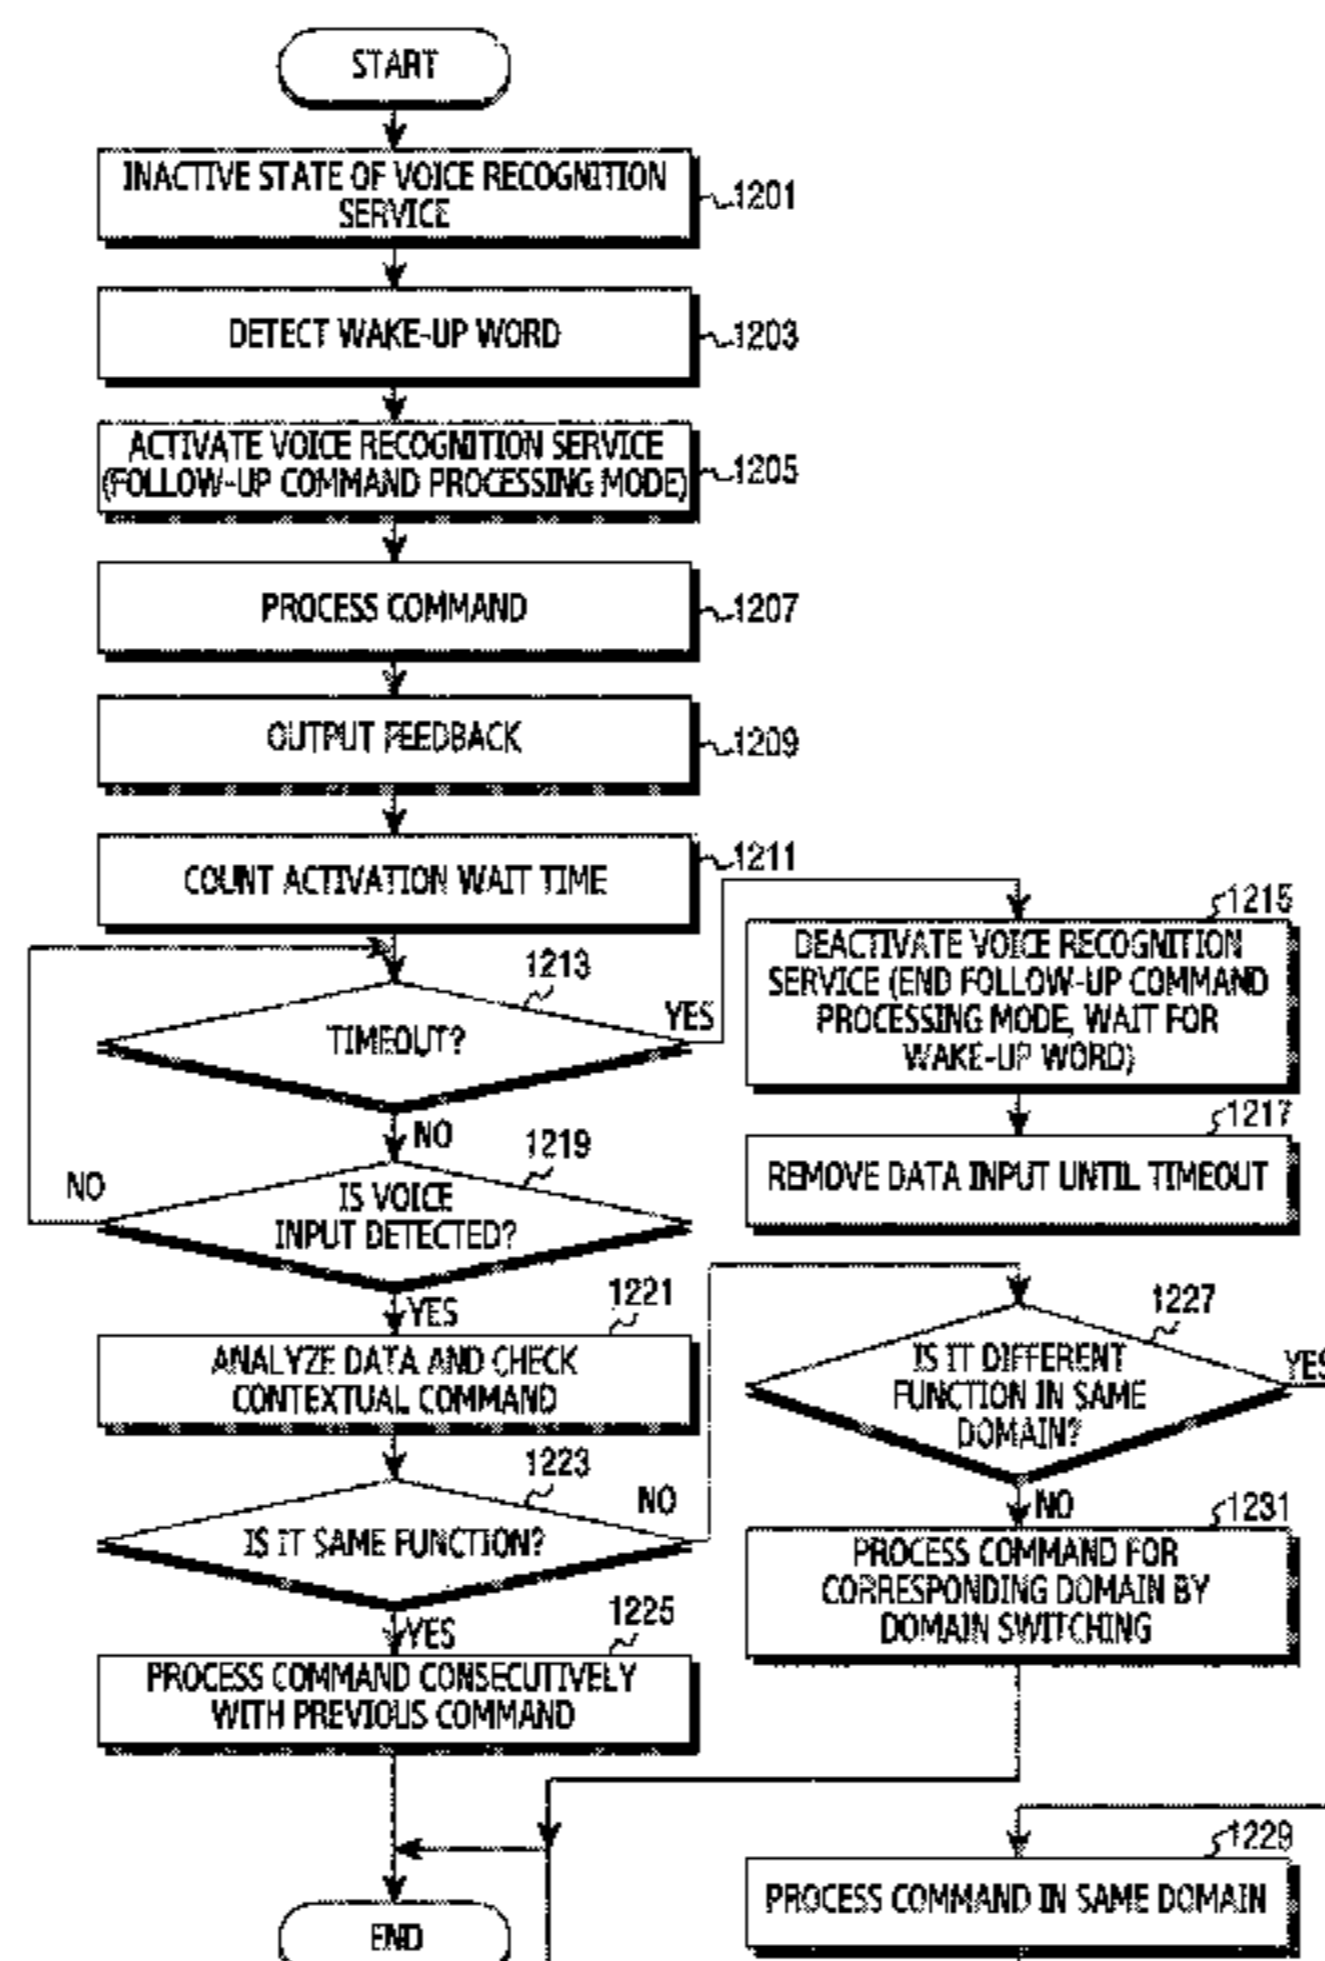 START
INACTIVE STATE OF VOICE RECOGNITION
SERVICE
1201
DETECT WAKE-UP WORD
1203
ACTIVATE VOICE RECOGNITION SERVICE
(FOLLOW-UP COMMAND PROCESSING MODE)
1205
PROCESS COMMAND
1207
OUTPUT FEEDBACK
1209
COUNT ACTIVATION WAIT TIME
1211
1213
TIMEOUT?
YES
NO
1215
DEACTIVATE VOICE RECOGNITION
SERVICE (END FOLLOW-UP COMMAND
PROCESSING MODE, WAIT FOR
WAKE-UP WORD)
1217
REMOVE DATA INPUT UNTIL TIMEOUT
1219
IS VOICE
INPUT DETECTED?
NO
YES
1221
ANALYZE DATA AND CHECK
CONTEXTUAL COMMAND
1223
IS IT SAME FUNCTION?
NO
YES
1225
PROCESS COMMAND CONSECUTIVELY
WITH PREVIOUS COMMAND
1227
IS IT DIFFERENT
FUNCTION IN SAME
DOMAIN?
YES
NO
1231
PROCESS COMMAND FOR
CORRESPONDING DOMAIN BY
DOMAIN SWITCHING
1229
PROCESS COMMAND IN SAME DOMAIN
END